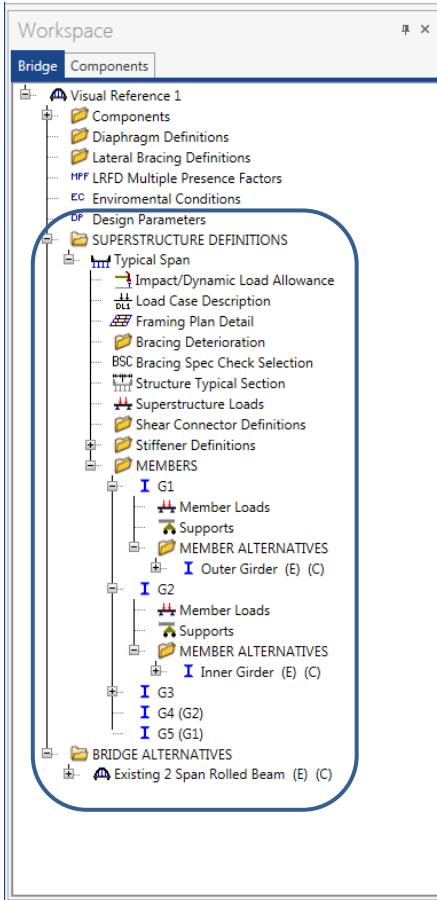 Workspace
Bridge Components
Visual Reference 1
Components
Diaphragm Definitions
Lateral Bracing Definitions
MPF LRFD Multiple Presence Factors
EC Enviromental Conditions
DP Design Parameters
SUPERSTRUCTURE DEFINITIONS
Typical Span
Impact/Dynamic Load Allowance
DL1 Load Case Description
Framing Plan Detail
Bracing Deterioration
BSC Bracing Spec Check Selection
Structure Typical Section
Superstructure Loads
Shear Connector Definitions
Stiffener Definitions
MEMBERS
G1
Member Loads
Supports
MEMBER ALTERNATIVES
Outer Girder (E) (C)
G2
Member Loads
Supports
MEMBER ALTERNATIVES
Inner Girder (E) (C)
G3
G4 (G2)
G5 (G1)
BRIDGE ALTERNATIVES
Existing 2 Span Rolled Beam (E) (C)